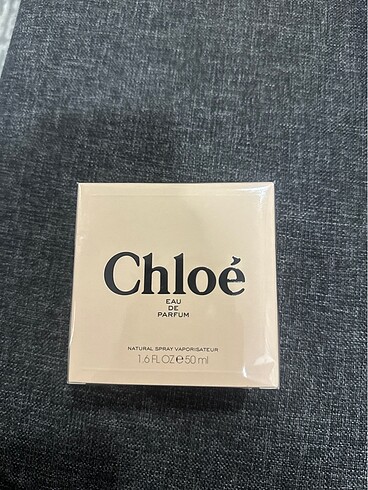 Chloé
EAU
DE
PARFUM
NATURAL SPRAY VAPORISATEUR
1.6 FL OZ ℮ 50 ml